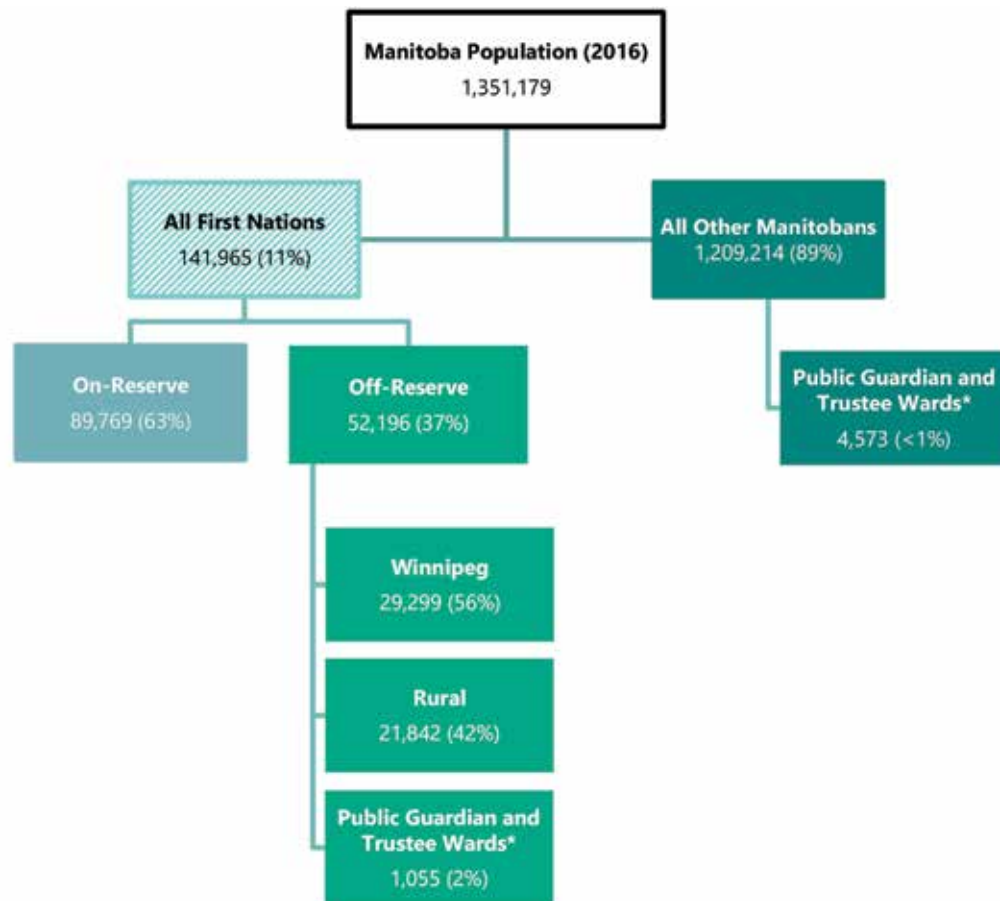 Manitoba Population (2016)
1,351,179
All First Nations
141,965 (11%)
All Other Manitobans
1,209,214 (89%)
On-Reserve
89,769 (63%)
Off-Reserve
52,196 (37%)
Public Guardian and
Trustee Wards*
4,573 (<1%)
Winnipeg
29,299 (56%)
Rural
21,842 (42%)
Public Guardian and
Trustee Wards*
1,055 (2%)